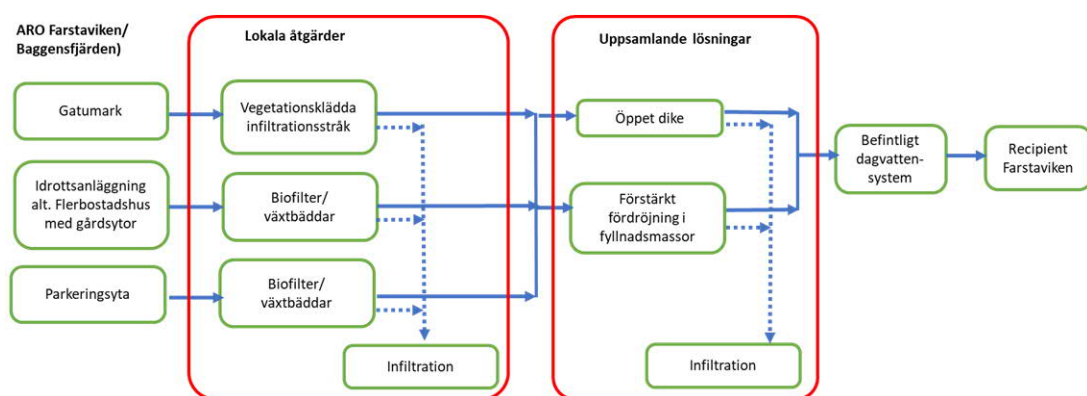 ARO Farstaviken/
Baggensfjärden)
Lokala åtgärder
Uppsamlande lösningar
Gatumark
Vegetationsklädda
infiltrationsstråk
Öppet dike
Befintligt
dagvatten-
system
Recipient
Farstaviken
Idrottsanläggning
alt. Flerbostadshus
med gårdsytor
Biofilter/
växtbäddar
Förstärkt
fördröjning i
fyllnadsmassor
Parkeringsyta
Biofilter/
växtbäddar
Infiltration
Infiltration